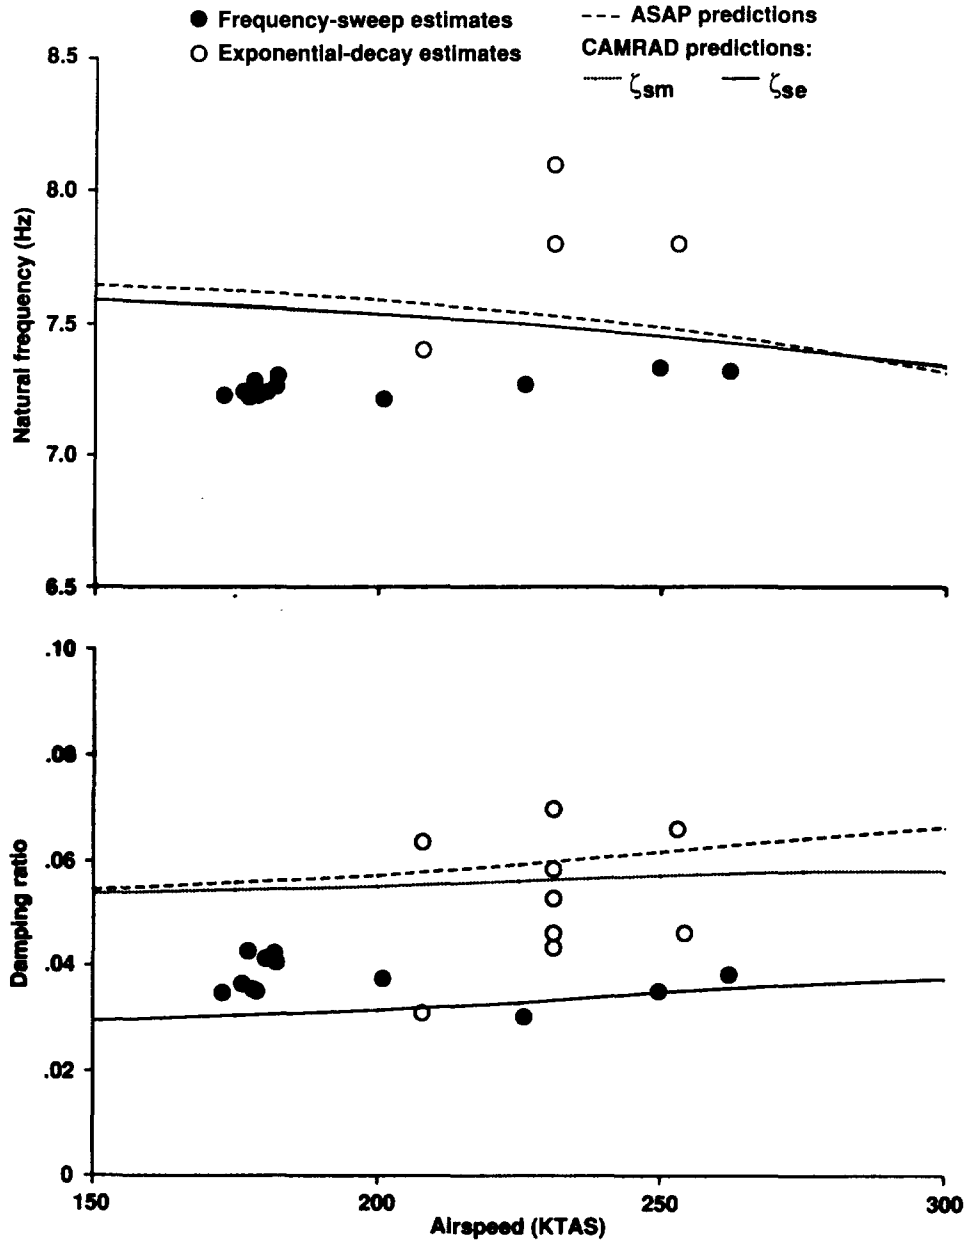 Frequency-sweep estimates
Exponential-decay estimates
ASAP predictions
CAMRAD predictions:
ζsm ζse
8.5
8.0
7.5
7.0
6.5
Natural frequency (Hz)
.10
.08
.06
.04
.02
0
Damping ratio
150 200 250 300
Airspeed (KTAS)